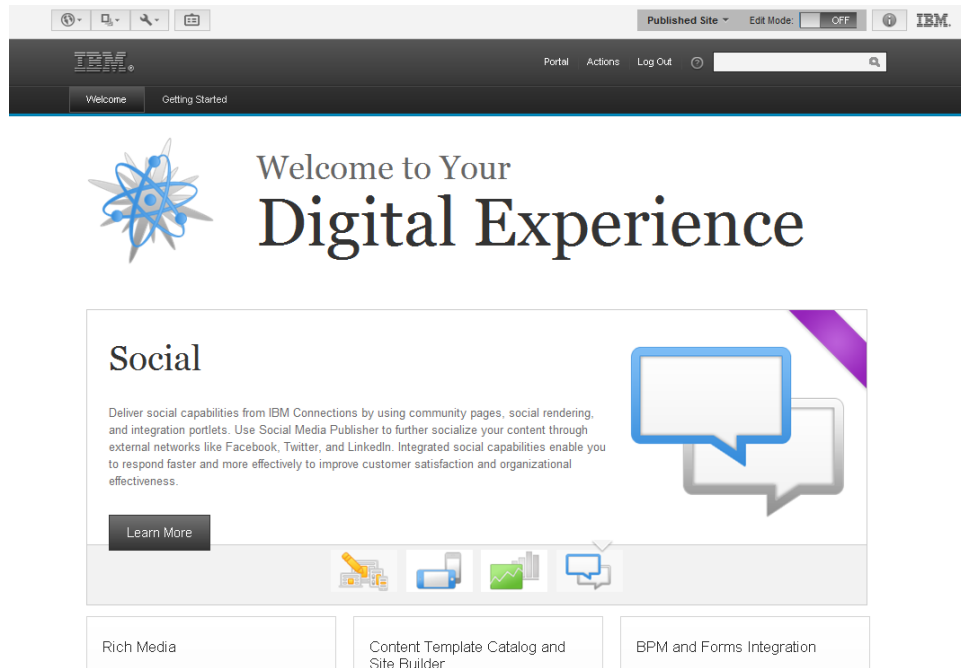 Published Site Edit Mode: OFF IBM.
IBM.
Portal Actions Log Out ?
Welcome Getting Started
Welcome to Your
Digital Experience
Social
Deliver social capabilities from IBM Connections by using community pages, social rendering,
and integration portlets. Use Social Media Publisher to further socialize your content through
external networks like Facebook, Twitter, and LinkedIn. Integrated social capabilities enable you
to respond faster and more effectively to improve customer satisfaction and organizational
effectiveness.
Learn More
Rich Media
Content Template Catalog and
Site Builder
BPM and Forms Integration